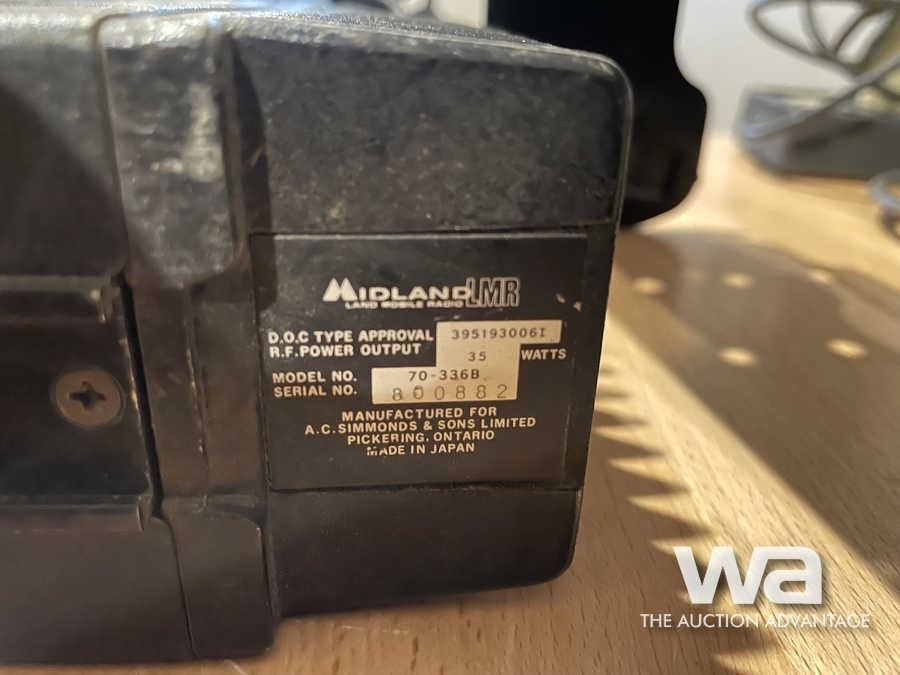 MIDLAND LMR
LAND MOBILE RADIO
D.O.C TYPE APPROVAL 395193006I
R.F. POWER OUTPUT 35 WATTS
MODEL NO. 70-336B
SERIAL NO. 800882
MANUFACTURED FOR
A.C. SIMMONDS & SONS LIMITED
PICKERING, ONTARIO
MADE IN JAPAN
wa
THE AUCTION ADVANTAGE